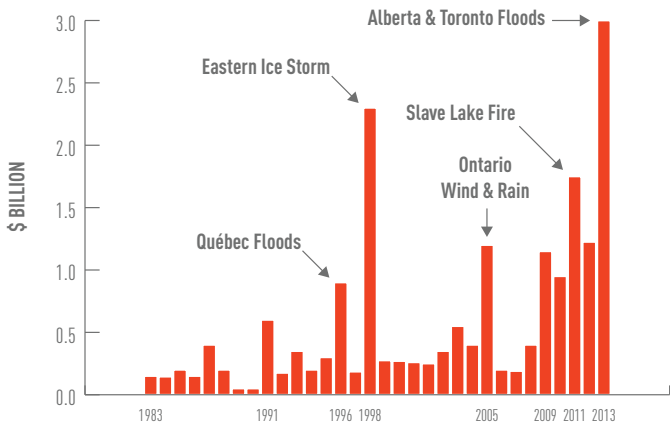 Alberta & Toronto Floods
3.0
Eastern Ice Storm
2.5
Slave Lake Fire
2.0
Ontario
Wind & Rain
$ BILLION
1.5
Québec Floods
1.0
0.5
0.0
1983 1991 1996 1998 2005 2009 2011 2013